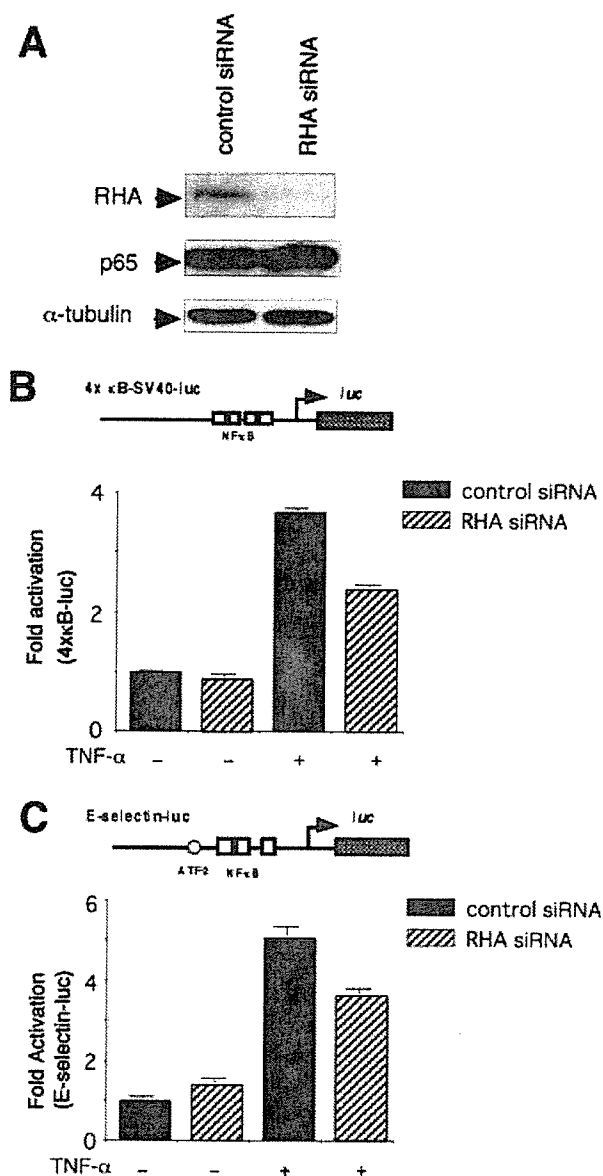 A
control siRNA
RHA siRNA
RHA
p65
α-tubulin
B
4x κB-SV40-luc
luc
NFκB
control siRNA
RHA siRNA
Fold activation
(4xκB-luc)
4
2
0
TNF-α - - + +
C
E-selectin-luc
luc
ATF2 NFκB
control siRNA
RHA siRNA
Fold Activation
(E-selectin-luc)
6
4
2
0
TNF-α - - + +